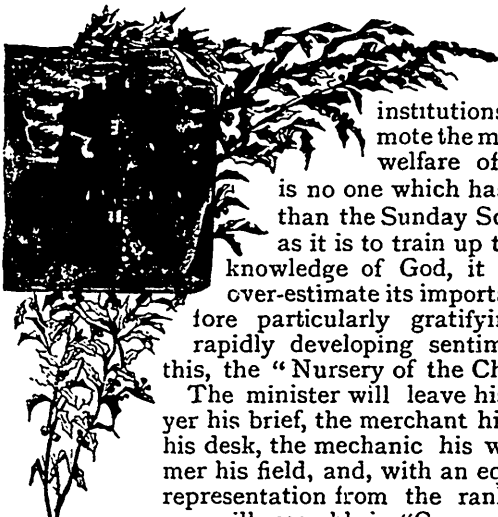 institutions
mote the m
welfare of
is no one which ha
than the Sunday Sc
as it is to train up t
knowledge of God, it
over-estimate its import
fore particularly gratifyi
rapidly developing sentim
this, the “ Nursery of the Ch
The minister will leave hi
yer his brief, the merchant hi
his desk, the mechanic his w
mer his field, and, with an eq
representation from the ran